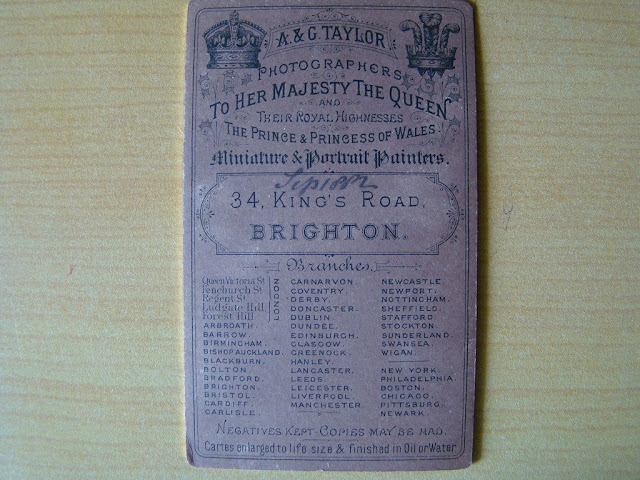 A. & G. TAYLOR
PHOTOGRAPHERS
TO HER MAJESTY THE QUEEN
AND
THEIR ROYAL HIGHNESSES
THE PRINCE & PRINCESS OF WALES.
Miniature & Portrait Painters.
Sep 1882
34, KING'S ROAD,
BRIGHTON.
Branches.
Queen Victoria St
Fenchurch St
Regent St
Ludgate Hill
Forest Hill
LONDON
ARBROATH.
BARROW.
BIRMINGHAM.
BISHOP AUCKLAND.
BLACKBURN.
BOLTON.
BRADFORD.
BRIGHTON.
BRISTOL.
CARDIFF.
CARLISLE.
CARNARVON.
COVENTRY.
DERBY.
DONCASTER.
DUBLIN.
DUNDEE.
EDINBURGH.
GLASGOW.
GREENOCK.
HANLEY.
LANCASTER.
LEEDS.
LEICESTER.
LIVERPOOL.
MANCHESTER.
NEWCASTLE.
NEWPORT.
NOTTINGHAM.
SHEFFIELD.
STAFFORD.
STOCKTON.
SUNDERLAND.
SWANSEA.
WIGAN.
NEW YORK.
PHILADELPHIA.
BOSTON.
CHICAGO.
PITTSBURG.
NEWARK.
NEGATIVES KEPT-COPIES MAY BE HAD.
Cartes enlarged to life size & finished in Oil or Water